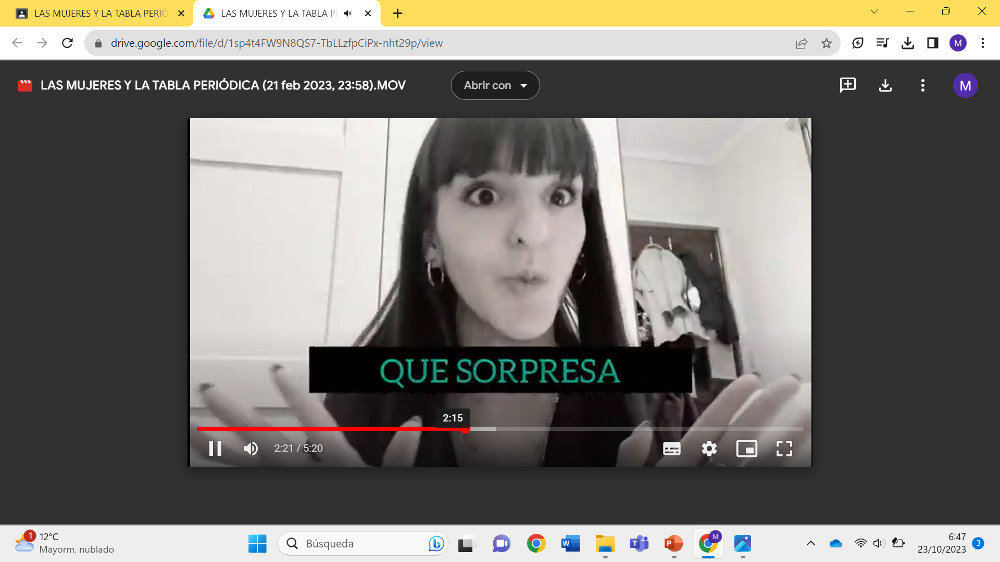 LAS MUJERES Y LA TABLA PERIÓ
LAS MUJERES Y LA TABLA P
drive.google.com/file/d/1sp4t4FW9N8QS7-TbLLzfpCiPx-nht29p/view
M
LAS MUJERES Y LA TABLA PERIÓDICA (21 feb 2023, 23:58).MOV
Abrir con
M
QUE SORPRESA
2:15
2:21 / 5:20
1
12°C
Mayorm. nublado
Búsqueda
W
T
P
M
6:47
23/10/2023
3